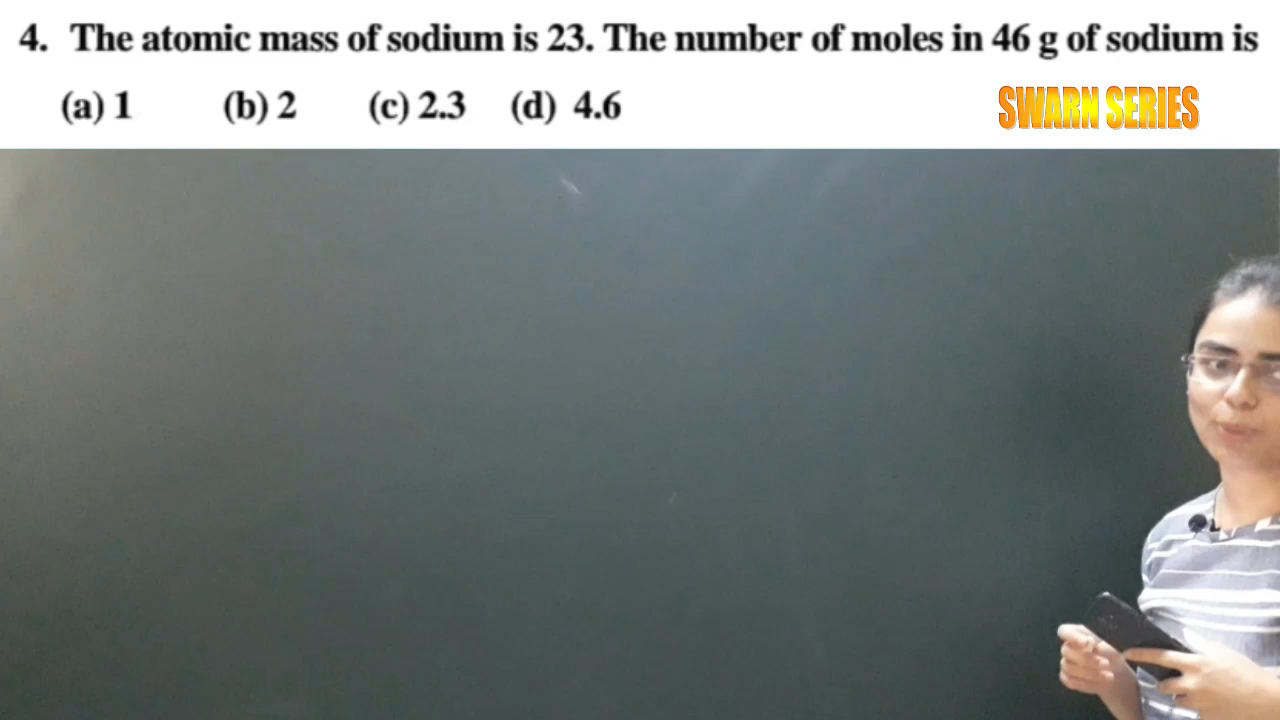 4. The atomic mass of sodium is 23. The number of moles in 46 g of sodium is
(a) 1 (b) 2 (c) 2.3 (d) 4.6
SWARN SERIES